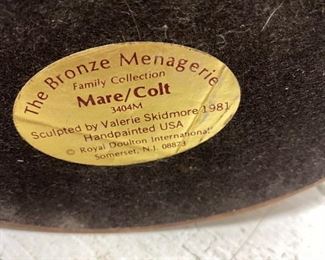 The Bronze Menagerie
Family Collection
Mare/Colt
3404M
Sculpted by Valerie Skidmore 1981
Handpainted USA
© Royal Doulton International
Somerset, N.J. 08873